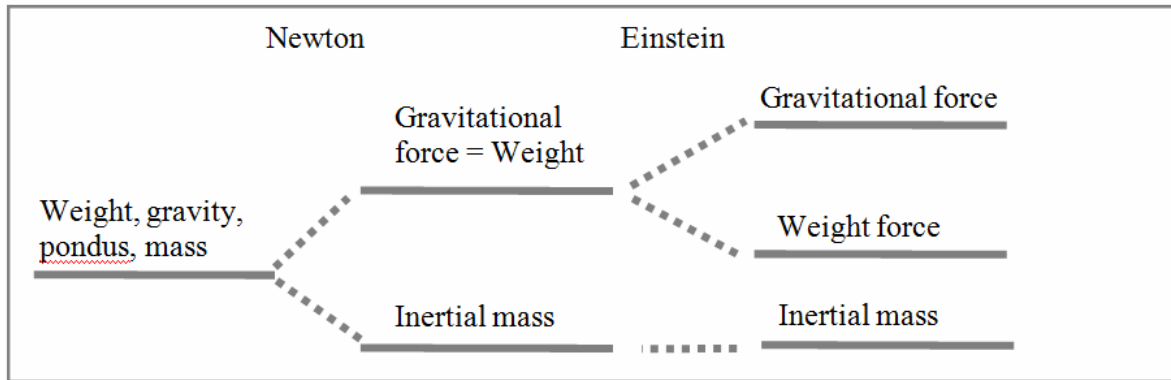 Newton
Einstein
Gravitational force
Gravitational
force = Weight
Weight, gravity,
pondus, mass
Weight force
Inertial mass
Inertial mass